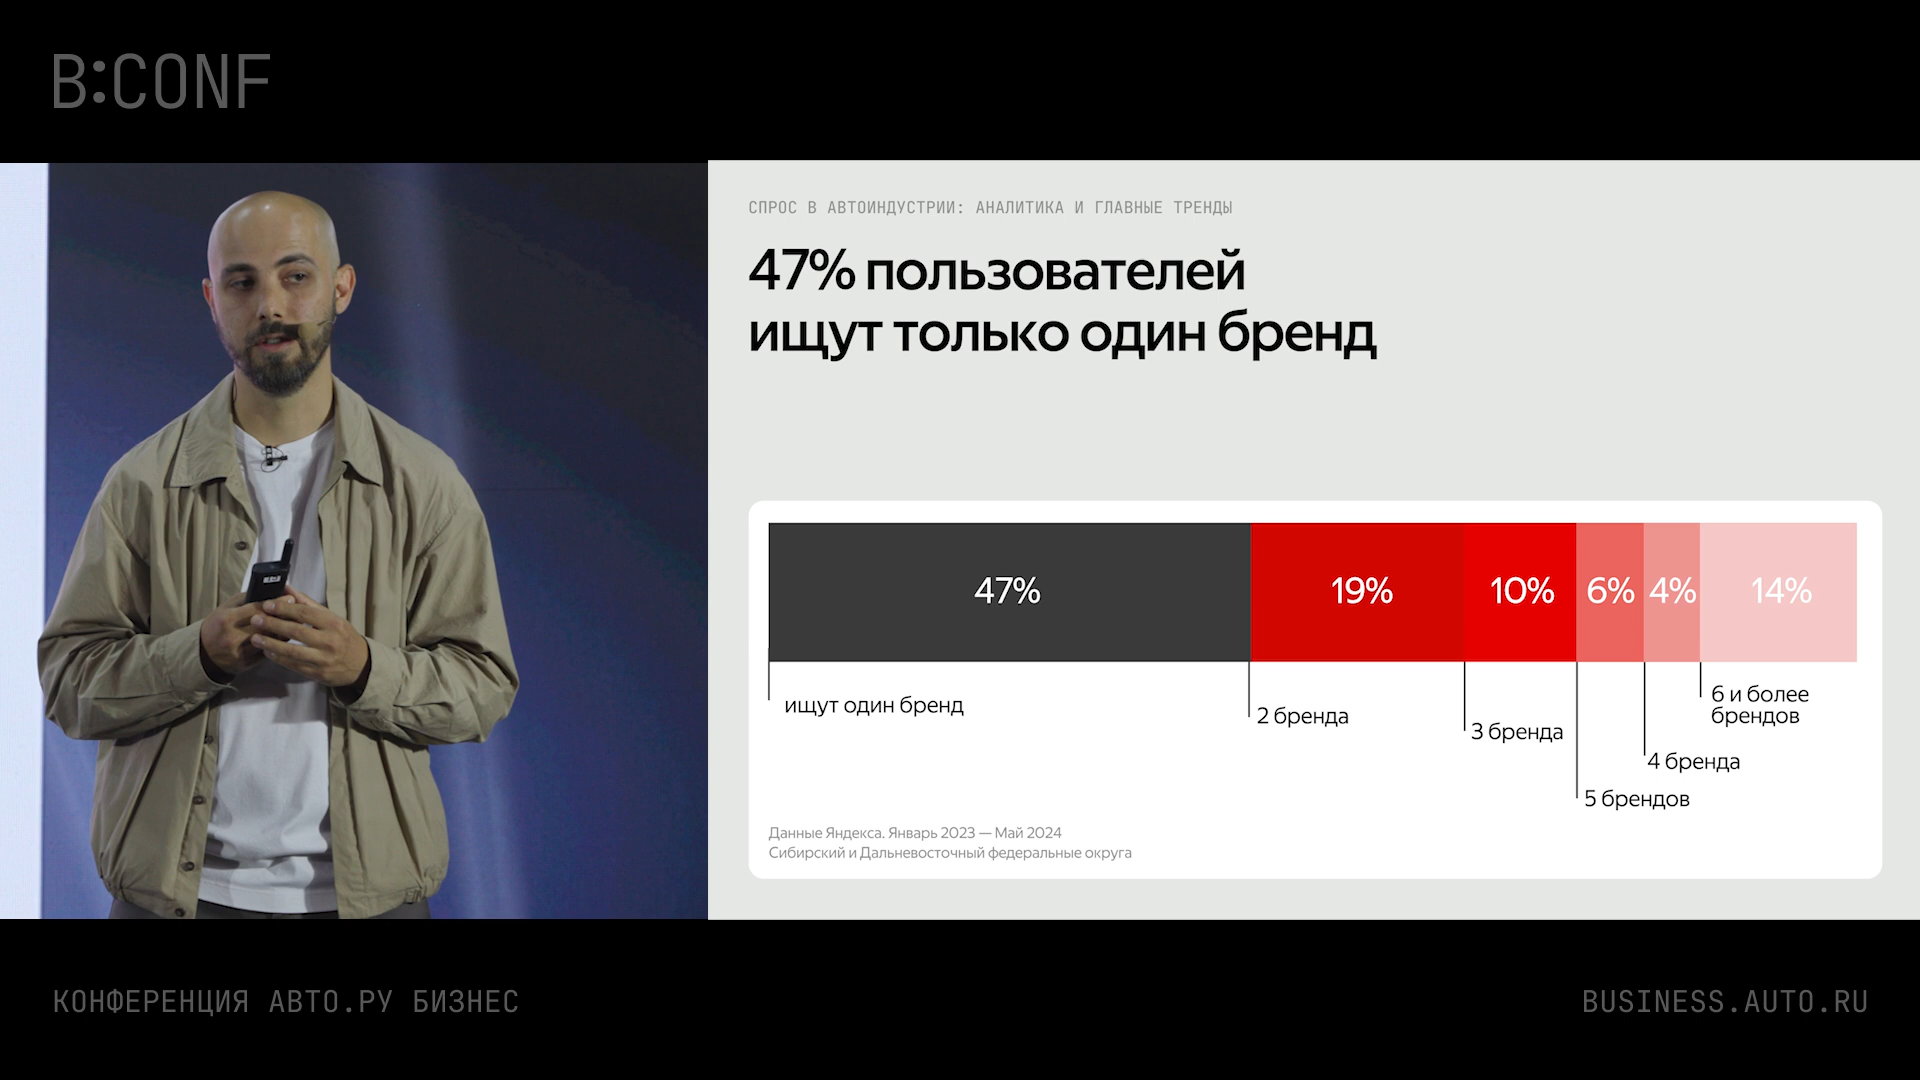 B:CONF
СПРОС В АВТОИНДУСТРИИ: АНАЛИТИКА И ГЛАВНЫЕ ТРЕНДЫ
47% пользователей
ищут только один бренд
47%
19%
10%
6%
4%
14%
ищут один бренд
2 бренда
3 бренда
5 брендов
4 бренда
6 и более
брендов
Данные Яндекса. Январь 2023 — Май 2024
Сибирский и Дальневосточный федеральные округа
КОНФЕРЕНЦИЯ АВТО.РУ БИЗНЕС
BUSINESS.AUTO.RU